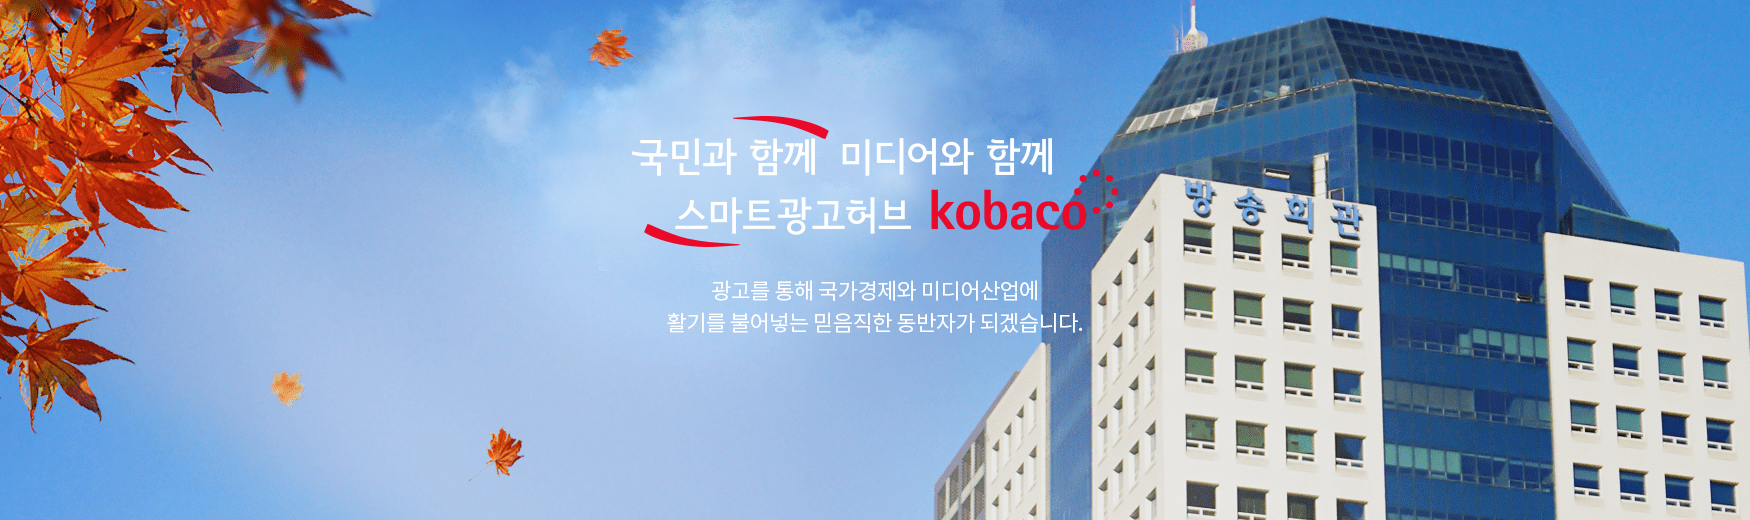 국민과 함께 미디어와 함께
스마트광고허브 kobaco
광고를 통해 국가경제와 미디어산업에
활기를 불어넣는 믿음직한 동반자가 되겠습니다.
방송회관